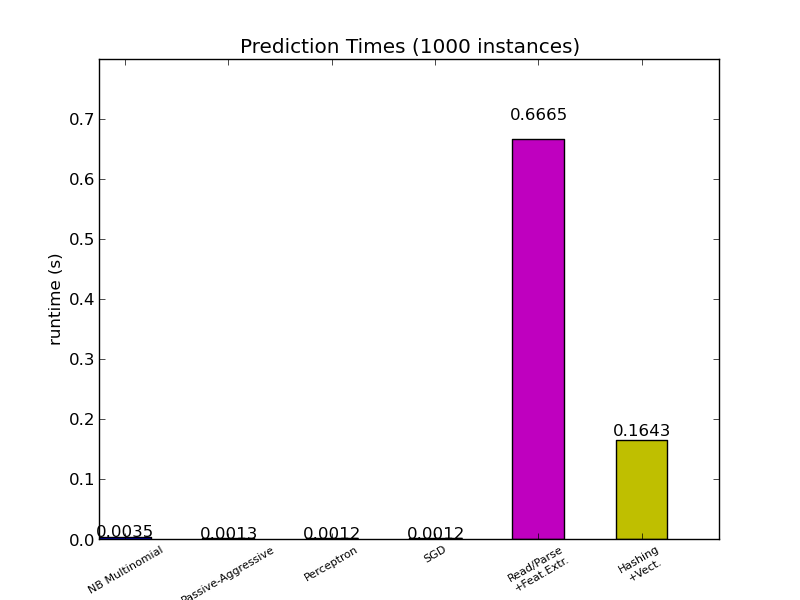 Prediction Times (1000 instances)
runtime (s)
0.7
0.6
0.5
0.4
0.3
0.2
0.1
0.0
0.0035
0.0013
0.0012
0.0012
0.6665
0.1643
NB Multinomial
Passive-Aggressive
Perceptron
SGD
Read/Parse
+Feat.Extr.
Hashing
+Vect.